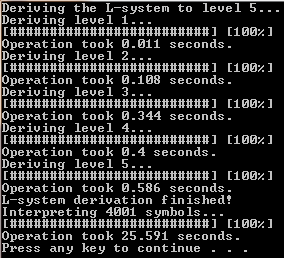 Deriving the L-system to level 5...
Deriving level 1...
[##########################] [100%]
Operation took 0.011 seconds.
Deriving level 2...
[##########################] [100%]
Operation took 0.108 seconds.
Deriving level 3...
[##########################] [100%]
Operation took 0.344 seconds.
Deriving level 4...
[##########################] [100%]
Operation took 0.4 seconds.
Deriving level 5...
[##########################] [100%]
Operation took 0.586 seconds.
L-system derivation finished!
Interpreting 4001 symbols...
[##########################] [100%]
Operation took 25.591 seconds.
Press any key to continue . . .